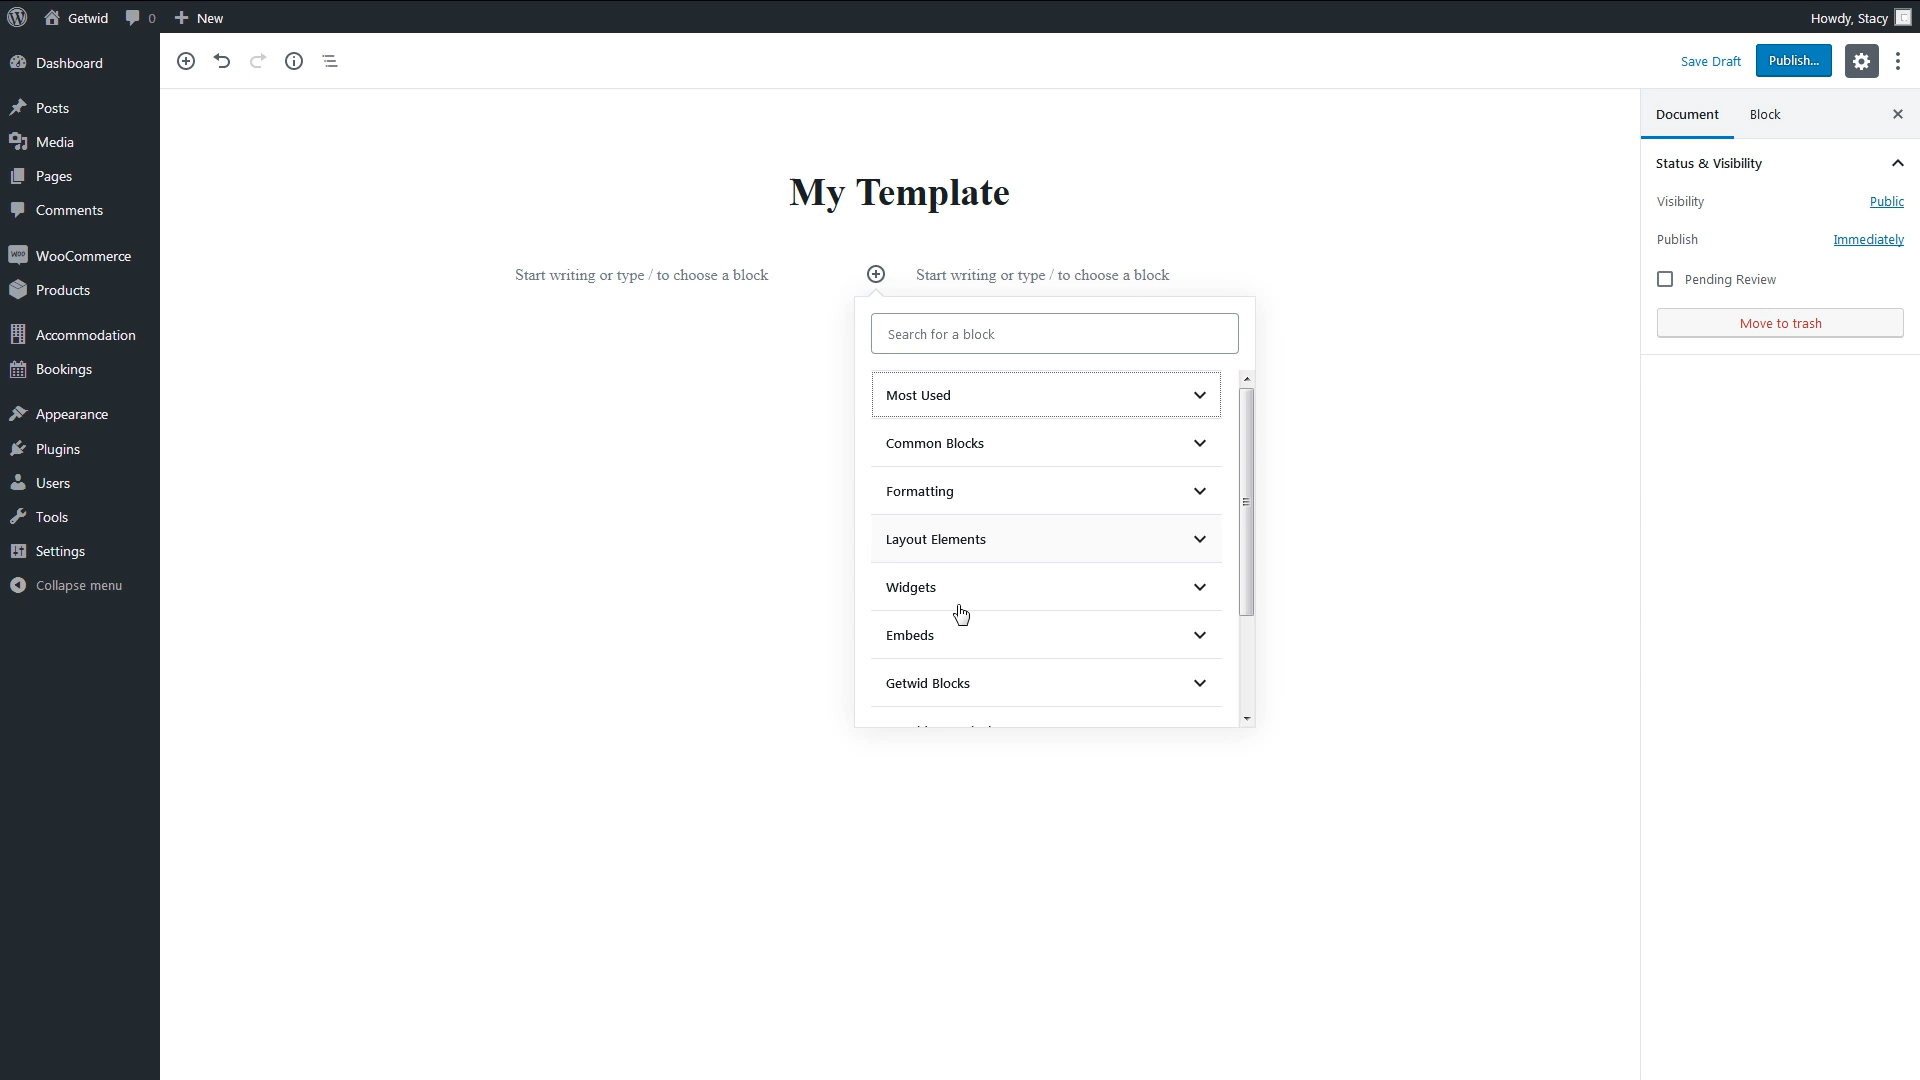 Getwid 0 New Howdy, Stacy
Dashboard
Posts
Media
Pages
Comments
WooCommerce
Products
Accommodation
Bookings
Appearance
Plugins
Users
Tools
Settings
Collapse menu
Save Draft Publish...
My Template
Start writing or type / to choose a block
Start writing or type / to choose a block
Search for a block
Most Used
Common Blocks
Formatting
Layout Elements
Widgets
Embeds
Getwid Blocks
Document Block
Status & Visibility
Visibility Public
Publish Immediately
Pending Review
Move to trash